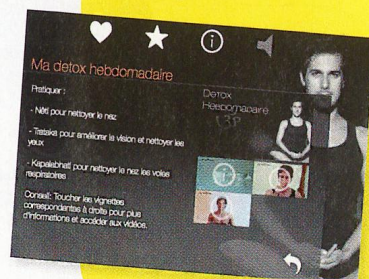 Ma detox hebdomadaire
Pratiquer :
- Nêti pour nettoyer le nez
- Trataka pour améliorer la vision et nettoyer les
yeux
- Kapalabhati pour nettoyer le nez les voies
respiratoires
Conseil: Toucher les vignettes
correspondantes à droite pour plus
d'informations et accéder aux vidéos.
Detox
Hebdomadaire